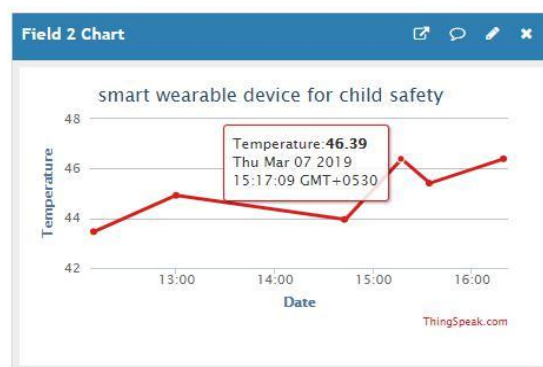 Field 2 Chart
smart wearable device for child safety
Temperature
48
46
44
42
Temperature:46.39
Thu Mar 07 2019
15:17:09 GMT+0530
13:00
14:00
15:00
16:00
Date
ThingSpeak.com